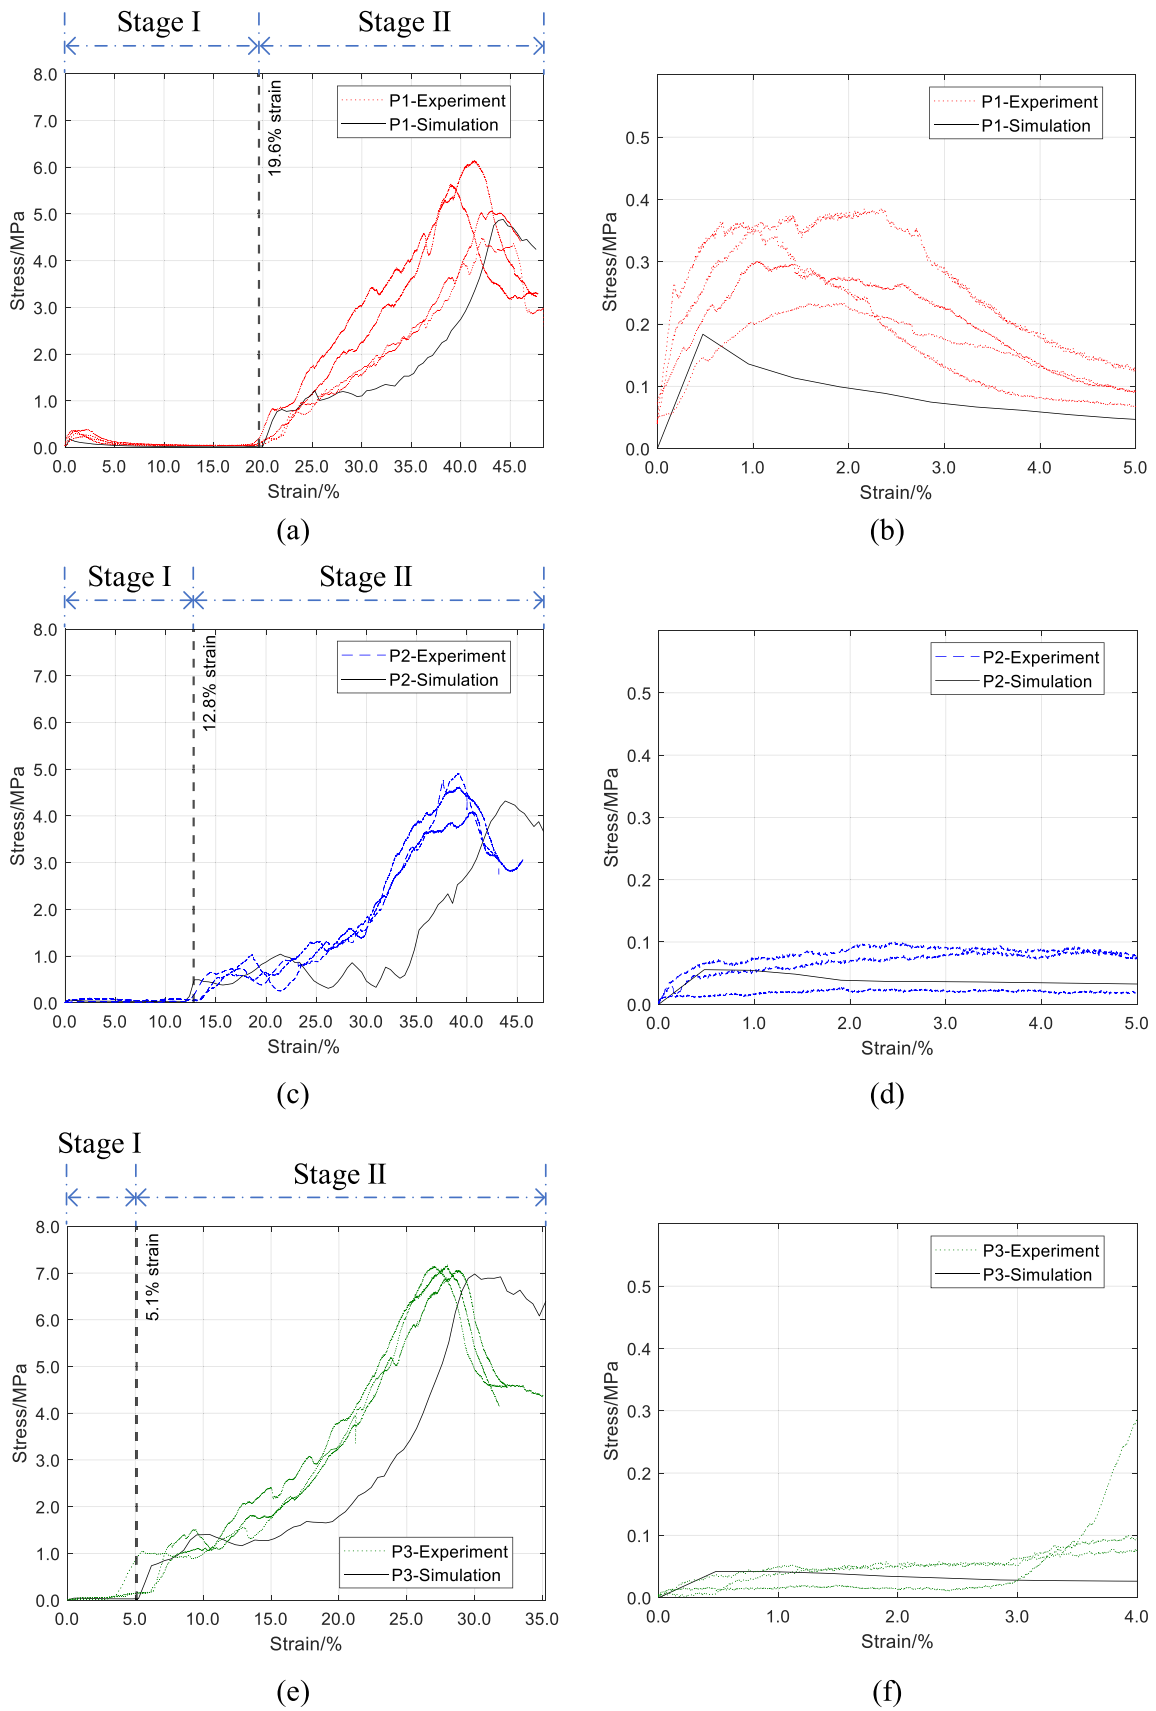 Stage I
Stage II
8.0
7.0
6.0
5.0
4.0
3.0
2.0
1.0
0.0
Stress/MPa
19.6% strain
P1-Experiment
P1-Simulation
0.0 5.0 10.0 15.0 20.0 25.0 30.0 35.0 40.0 45.0
Strain/%
(a)
0.5
0.4
0.3
0.2
0.1
0.0
Stress/MPa
P1-Experiment
P1-Simulation
0.0 1.0 2.0 3.0 4.0 5.0
Strain/%
(b)
Stage I
Stage II
8.0
7.0
6.0
5.0
4.0
3.0
2.0
1.0
0.0
Stress/MPa
12.8% strain
P2-Experiment
P2-Simulation
0.0 5.0 10.0 15.0 20.0 25.0 30.0 35.0 40.0 45.0
Strain/%
(c)
0.5
0.4
0.3
0.2
0.1
0.0
Stress/MPa
P2-Experiment
P2-Simulation
0.0 1.0 2.0 3.0 4.0 5.0
Strain/%
(d)
Stage I
Stage II
8.0
7.0
6.0
5.0
4.0
3.0
2.0
1.0
0.0
Stress/MPa
5.1% strain
P3-Experiment
P3-Simulation
0.0 5.0 10.0 15.0 20.0 25.0 30.0 35.0
Strain/%
(e)
0.5
0.4
0.3
0.2
0.1
0.0
Stress/MPa
P3-Experiment
P3-Simulation
0.0 1.0 2.0 3.0 4.0
Strain/%
(f)